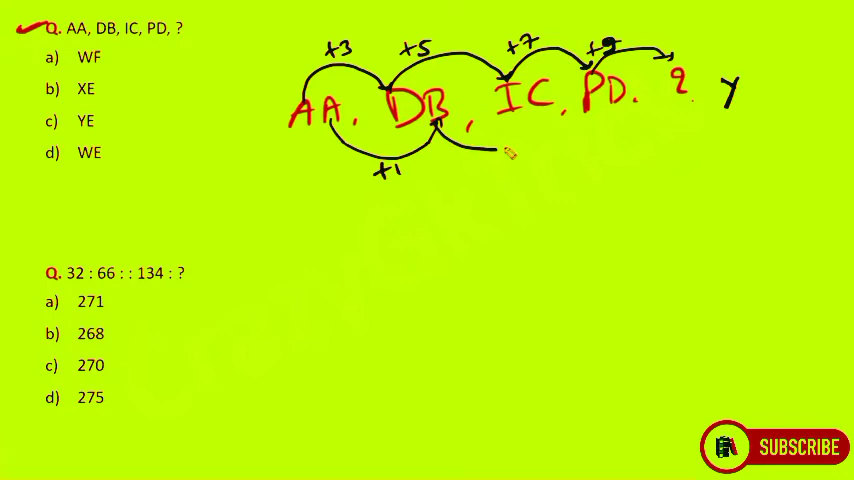 Q. AA, DB, IC, PD, ?
a) WF
b) XE
c) YE
d) WE
+3 +5 +7 +9
AA, DB, IC, PD. ? Y
+1
Q. 32 : 66 : : 134 : ?
a) 271
b) 268
c) 270
d) 275
SUBSCRIBE